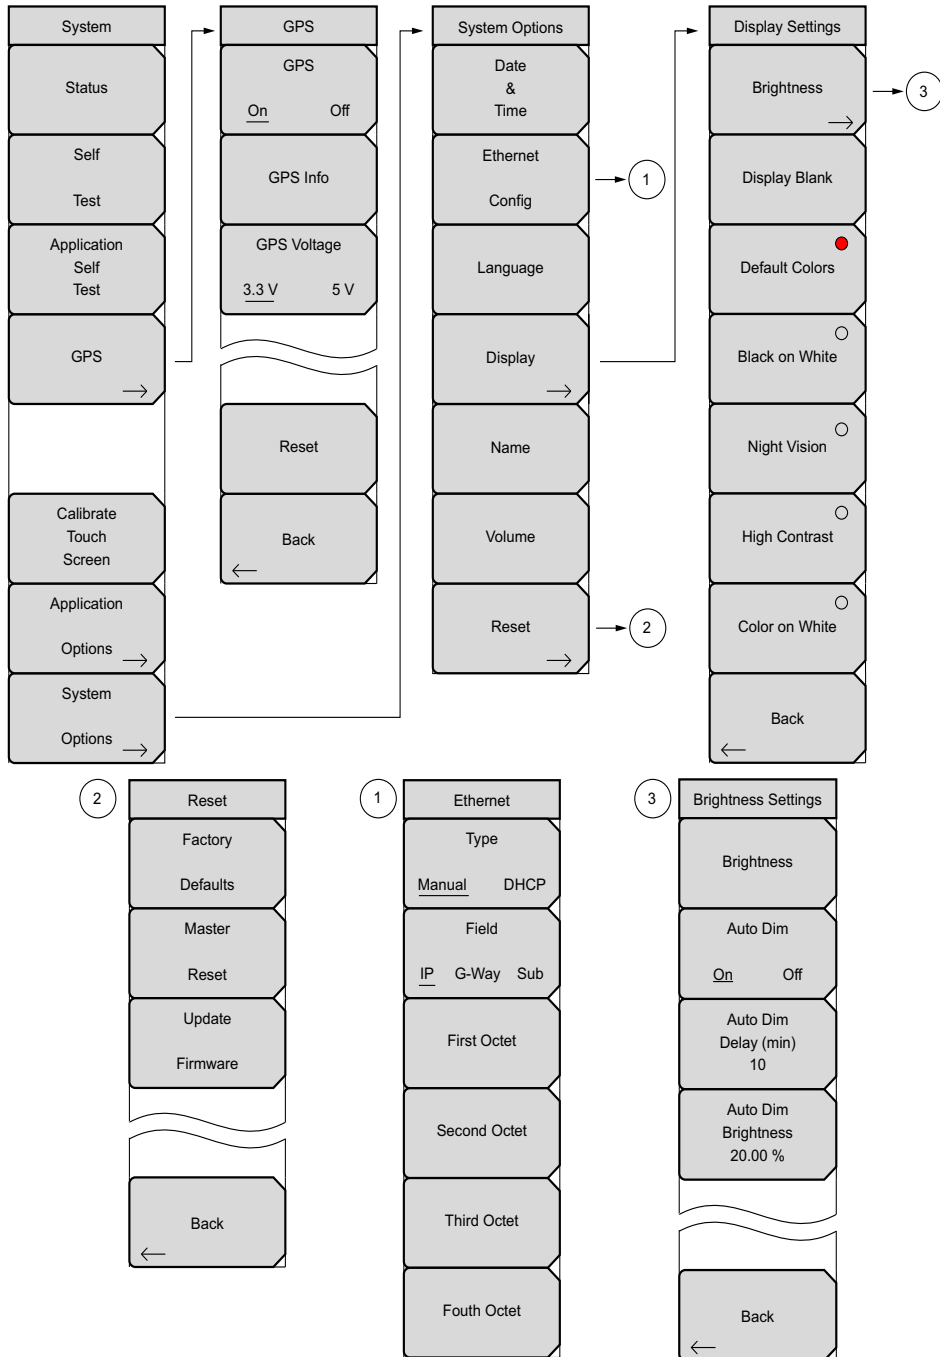 System
Status
Self
Test
Application
Self
Test
GPS
Calibrate
Touch
Screen
Application
Options
System
Options
GPS
GPS
On Off
GPS Info
GPS Voltage
3.3 V 5 V
Reset
Back
System Options
Date
&
Time
Ethernet
Config
1
Language
Display
Name
Volume
Reset
2
Display Settings
Brightness
3
Display Blank
Default Colors
Black on White
Night Vision
High Contrast
Color on White
Back
2
Reset
Factory
Defaults
Master
Reset
Update
Firmware
Back
1
Ethernet
Type
Manual DHCP
Field
IP G-Way Sub
First Octet
Second Octet
Third Octet
Fouth Octet
3
Brightness Settings
Brightness
Auto Dim
On Off
Auto Dim
Delay (min)
10
Auto Dim
Brightness
20.00 %
Back